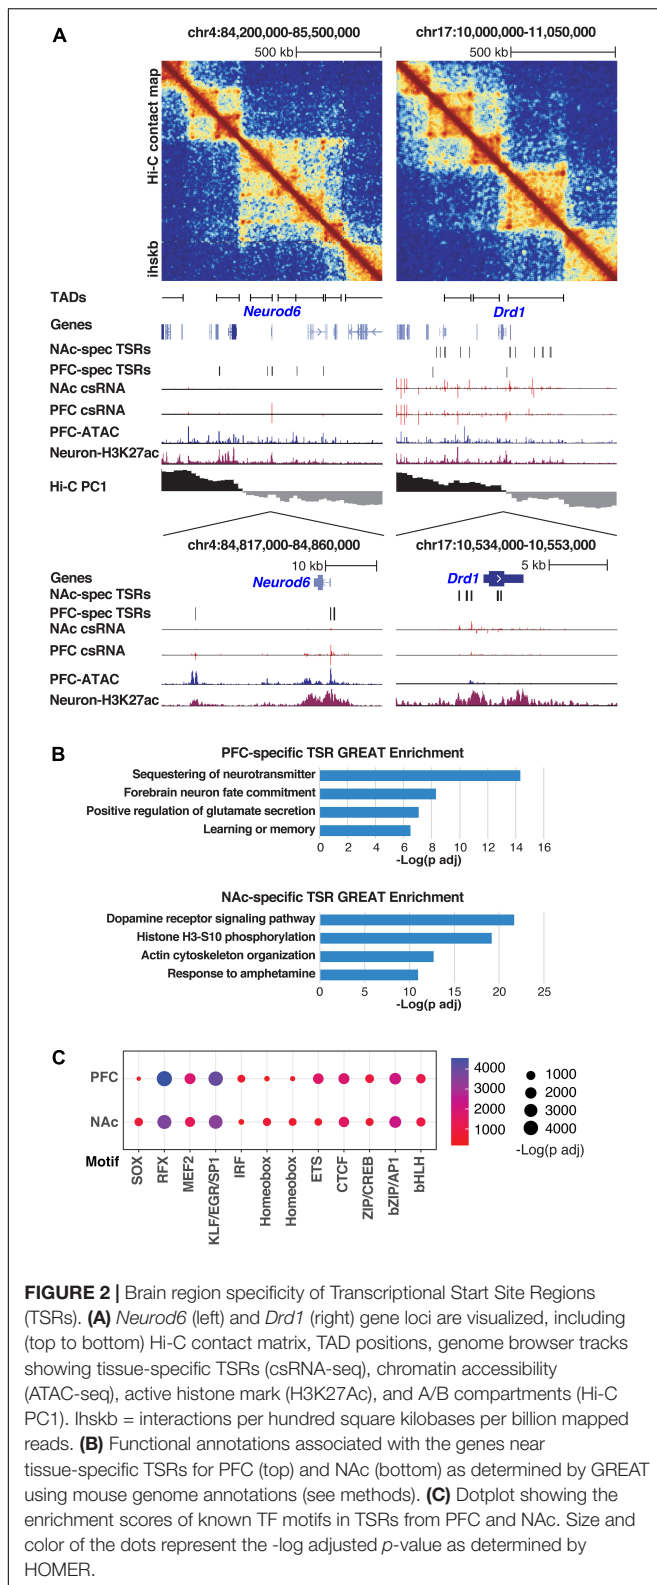 A
chr4:84,200,000-85,500,000
chr17:10,000,000-11,050,000
500 kb
500 kb
Hi-C contact map
ihskb
TADs
Neurod6
Drd1
Genes
NAc-spec TSRs
PFC-spec TSRs
NAc csRNA
PFC csRNA
PFC-ATAC
Neuron-H3K27ac
Hi-C PC1
chr4:84,817,000-84,860,000
chr17:10,534,000-10,553,000
10 kb
5 kb
Genes
Neurod6
Drd1
NAc-spec TSRs
PFC-spec TSRs
NAc csRNA
PFC csRNA
PFC-ATAC
Neuron-H3K27ac
B
PFC-specific TSR GREAT Enrichment
Sequestering of neurotransmitter
Forebrain neuron fate commitment
Positive regulation of glutamate secretion
Learning or memory
0 2 4 6 8 10 12 14 16
-Log(p adj)
NAc-specific TSR GREAT Enrichment
Dopamine receptor signaling pathway
Histone H3-S10 phosphorylation
Actin cytoskeleton organization
Response to amphetamine
0 5 10 15 20 25
-Log(p adj)
C
PFC
NAc
Motif
SOX
RFX
MEF2
KLF/EGR/SP1
IRF
Homeobox
Homeobox
ETS
CTCF
ZIP/CREB
bZIP/AP1
bHLH
4000
3000
2000
1000
1000
2000
3000
4000
-Log(p adj)
FIGURE 2 | Brain region specificity of Transcriptional Start Site Regions
(TSRs). (A) Neurod6 (left) and Drd1 (right) gene loci are visualized, including
(top to bottom) Hi-C contact matrix, TAD positions, genome browser tracks
showing tissue-specific TSRs (csRNA-seq), chromatin accessibility
(ATAC-seq), active histone mark (H3K27Ac), and A/B compartments (Hi-C
PC1). Ihskb = interactions per hundred square kilobases per billion mapped
reads. (B) Functional annotations associated with the genes near
tissue-specific TSRs for PFC (top) and NAc (bottom) as determined by GREAT
using mouse genome annotations (see methods). (C) Dotplot showing the
enrichment scores of known TF motifs in TSRs from PFC and NAc. Size and
color of the dots represent the -log adjusted p-value as determined by
HOMER.